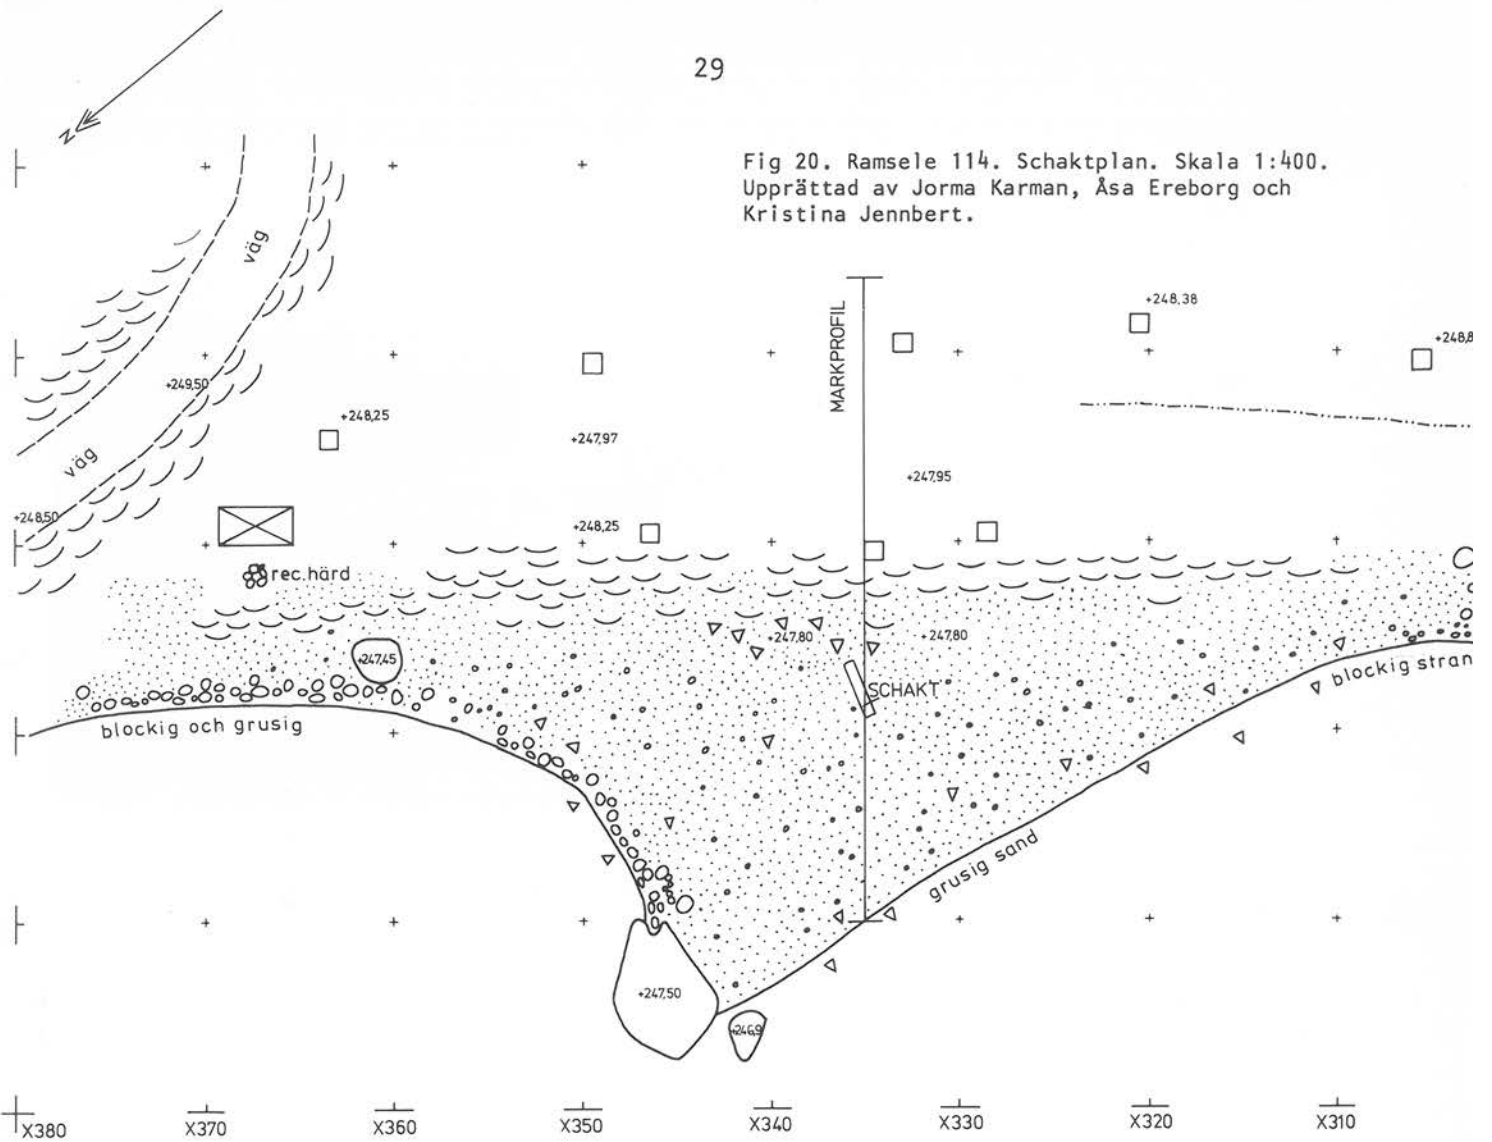 29
N
Fig 20. Ramsele 114. Schaktplan. Skala 1:400.
Upprättad av Jorma Karman, Åsa Ereborg och
Kristina Jennbert.
väg
MARKPROFIL
+248,38
+248,8
+249,50
+248,25
+247,97
väg
+247,95
+248,50
+248,25
rec.härd
+247,80
+247,80
+247,45
blockig stran
SCHAKT
blockig och grusig
grusig sand
+247,50
+246,9
X380
X370
X360
X350
X340
X330
X320
X310